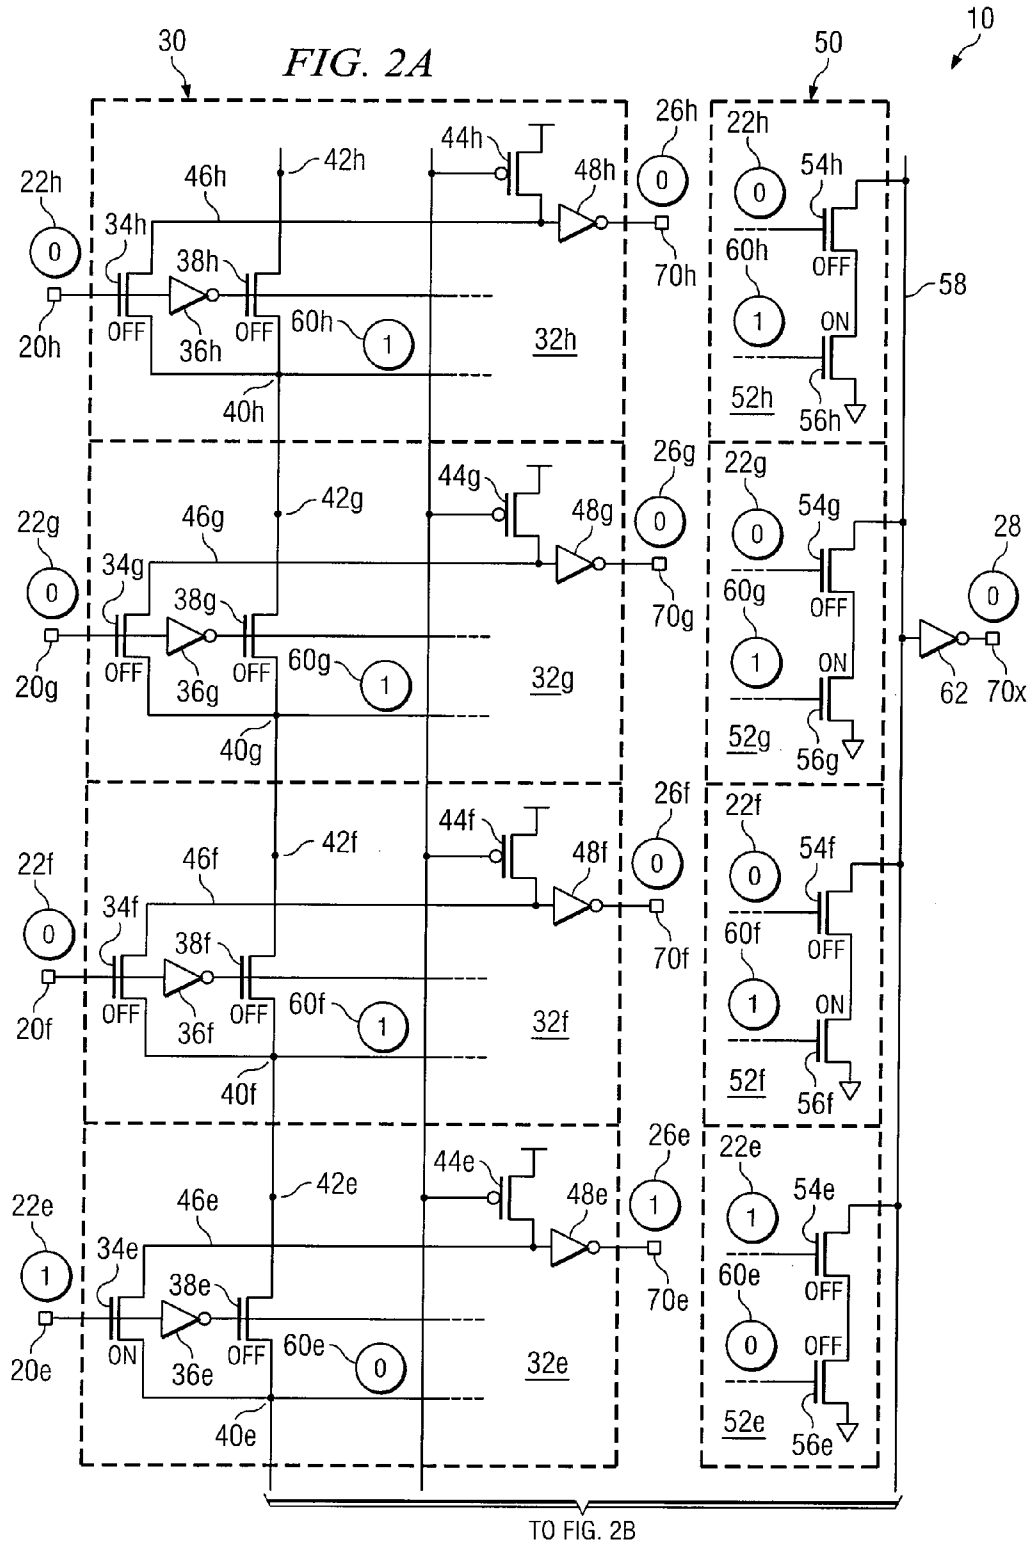 10
30
FIG. 2A
50
26h
22h
44h
42h
48h
54h
46h
0
0
22h
34h
0
38h
70h
60h
OFF
58
60h
1
1
ON
20h
OFF
36h
OFF
32h
40h
52h
56h
26g
22g
44g
42g
48g
54g
46g
0
0
28
22g
34g
0
38g
70g
60g
OFF
0
60g
1
1
ON
20g
OFF
36g
OFF
32g
62
70x
40g
52g
56g
26f
22f
44f
42f
48f
54f
46f
0
0
22f
34f
0
38f
70f
60f
OFF
60f
1
1
ON
20f
OFF
36f
OFF
32f
40f
52f
56f
26e
22e
44e
42e
48e
54e
46e
1
1
22e
34e
1
38e
70e
60e
OFF
60e
0
0
OFF
20e
ON
36e
OFF
32e
40e
52e
56e
TO FIG. 2B